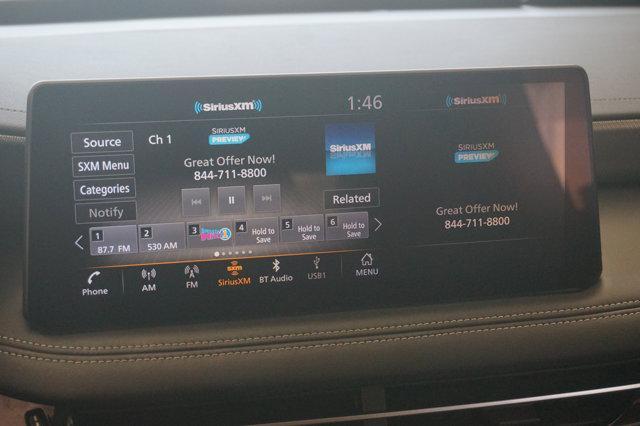 SiriusXM
1:46
SiriusXM
Source
Ch 1
SIRIUSXM
PREVIEW
SiriusXM
SXM Menu
Great Offer Now!
844-711-8800
Categories
Notify
Related
1
87.7 FM
2
530 AM
3
4
Hold to
Save
5
Hold to
Save
6
Hold to
Save
Phone
AM
FM
sxm
SiriusXM
BT Audio
USB1
MENU
SIRIUSXM
PREVIEW
Great Offer Now!
844-711-8800